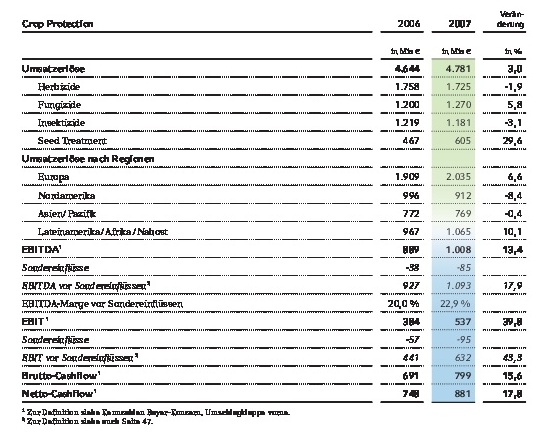 Crop Protection 2006 2007 Verän-
derung
in Mio € in Mio € in %
Umsatzerlöse 4.644 4.781 3,0
Herbizide 1.758 1.725 -1,9
Fungizide 1.200 1.270 5,8
Insektizide 1.219 1.181 -3,1
Seed Treatment 467 605 29,6
Umsatzerlöse nach Regionen
Europa 1.909 2.035 6,6
Nordamerika 996 912 -8,4
Asien/Pazifik 772 769 -0,4
Lateinamerika/Afrika/Nahost 967 1.065 10,1
EBITDA¹ 889 1.008 13,4
Sondereinflüsse -38 -85
EBITDA vor Sondereinflüssen² 927 1.093 17,9
EBITDA-Marge vor Sondereinflüssen 20,0 % 22,9 %
EBIT¹ 384 537 39,8
Sondereinflüsse -57 -95
EBIT vor Sondereinflüssen² 441 632 43,3
Brutto-Cashflow¹ 691 799 15,6
Netto-Cashflow¹ 748 881 17,8
¹ Zur Definition siehe Kennzahlen Bayer-Konzern, Umschlagklappe vorne.
² Zur Definition siehe auch Seite 47.